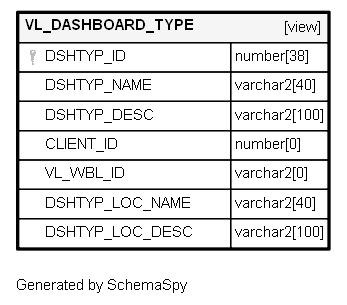 VL_DASHBOARD_TYPE [view]
DSHTYP_ID number[38]
DSHTYP_NAME varchar2[40]
DSHTYP_DESC varchar2[100]
CLIENT_ID number[0]
VL_WBL_ID varchar2[0]
DSHTYP_LOC_NAME varchar2[40]
DSHTYP_LOC_DESC varchar2[100]
Generated by SchemaSpy